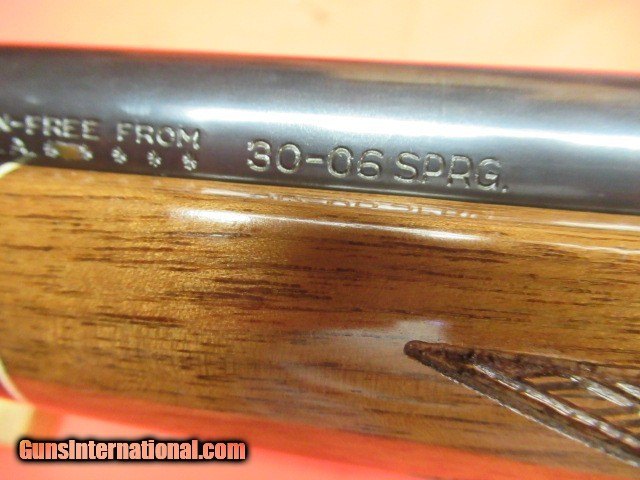 N-FREE FROM
30-06 SPRG.
GunsInternational.com